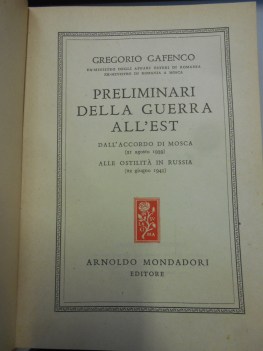 GREGORIO GAFENCO
EX-MINISTRO DEGLI AFFARI ESTERI DI ROMANIA
EX-MINISTRO DI ROMANIA A MOSCA
PRELIMINARI
DELLA GUERRA
ALL'EST
DALL'ACCORDO DI MOSCA
(21 agosto 1939)
ALLE OSTILITÀ IN RUSSIA
(22 giugno 1941)
ARNOLDO MONDADORI
EDITORE